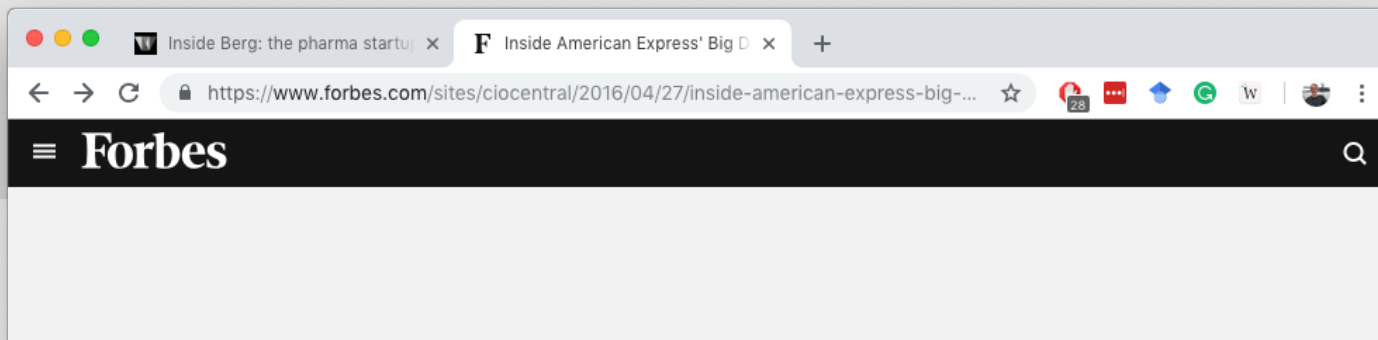 Inside Berg: the pharma startup
F Inside American Express' Big D
https://www.forbes.com/sites/ciocentral/2016/04/27/inside-american-express-big-...
28
G
W
Forbes